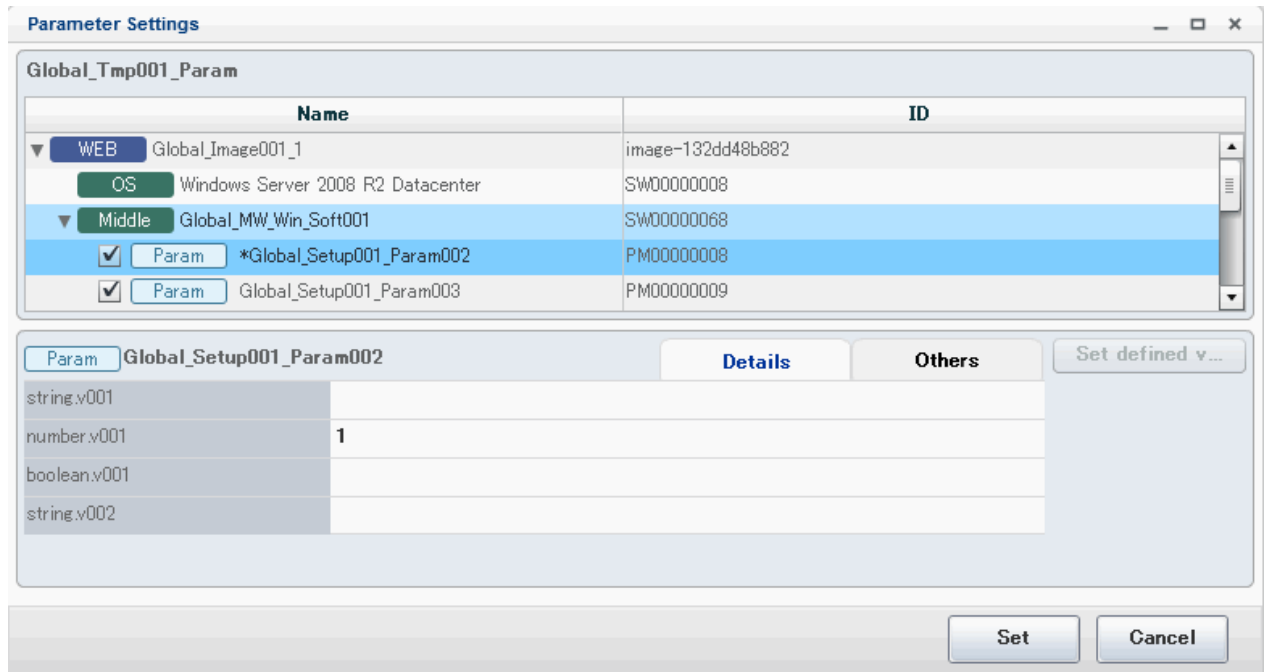 Parameter Settings
Global_Tmp001_Param
Name ID
WEB Global_Image001_1 image-132dd48b882
OS Windows Server 2008 R2 Datacenter SW00000008
Middle Global_MW_Win_Soft001 SW00000068
Param *Global_Setup001_Param002 PM00000008
Param Global_Setup001_Param003 PM00000009
Param Global_Setup001_Param002 Details Others Set defined v...
string.v001
number.v001 1
boolean.v001
string.v002
Set Cancel